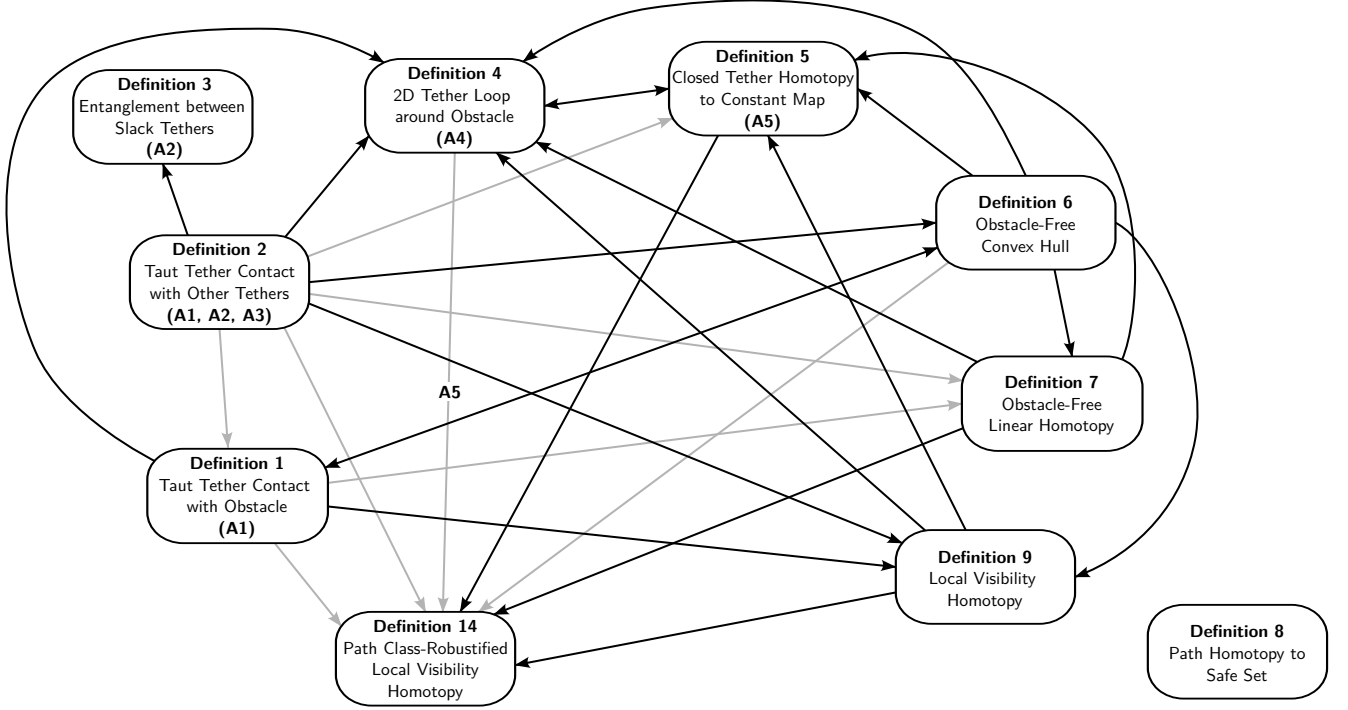 Definition 3
Entanglement between
Slack Tethers
(A2)
Definition 4
2D Tether Loop
around Obstacle
(A4)
Definition 5
Closed Tether Homotopy
to Constant Map
(A5)
Definition 2
Taut Tether Contact
with Other Tethers
(A1, A2, A3)
Definition 6
Obstacle-Free
Convex Hull
A5
Definition 7
Obstacle-Free
Linear Homotopy
Definition 1
Taut Tether Contact
with Obstacle
(A1)
Definition 9
Local Visibility
Homotopy
Definition 14
Path Class-Robustified
Local Visibility
Homotopy
Definition 8
Path Homotopy to
Safe Set